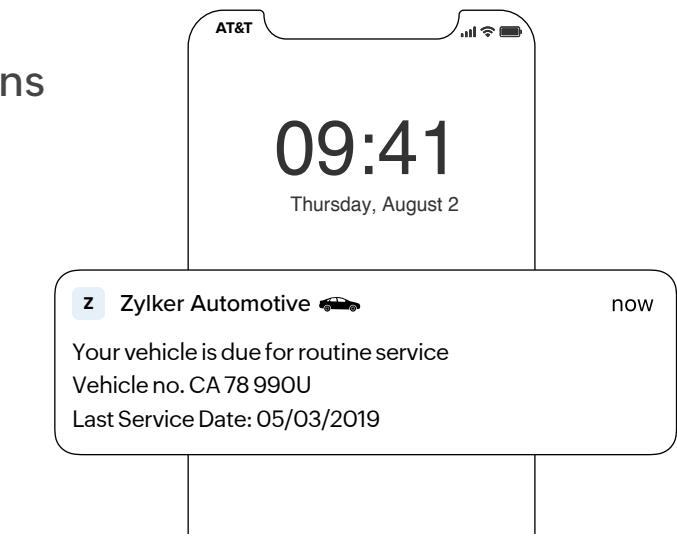 AT&T
ns
09:41
Thursday, August 2
Z Zylker Automotive now
Your vehicle is due for routine service
Vehicle no. CA 78 990U
Last Service Date: 05/03/2019